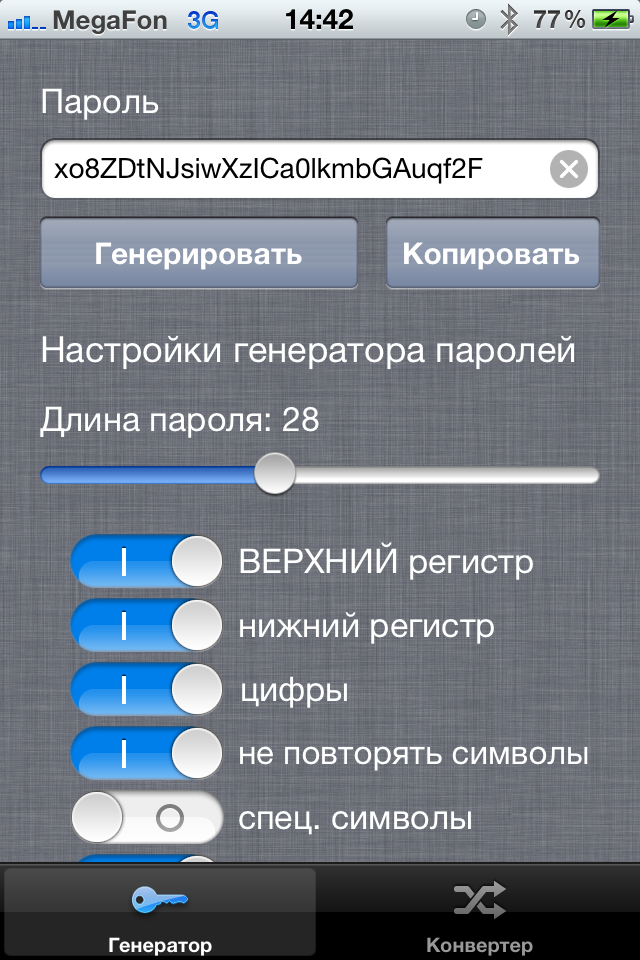 MegaFon 3G 14:42 77%
Пароль
xo8ZDtNJsiwXzICa0lkmbGAuqf2F
Генерировать Копировать
Настройки генератора паролей
Длина пароля: 28
ВЕРХНИЙ регистр
нижний регистр
цифры
не повторять символы
спец. символы
Генератор Конвертер